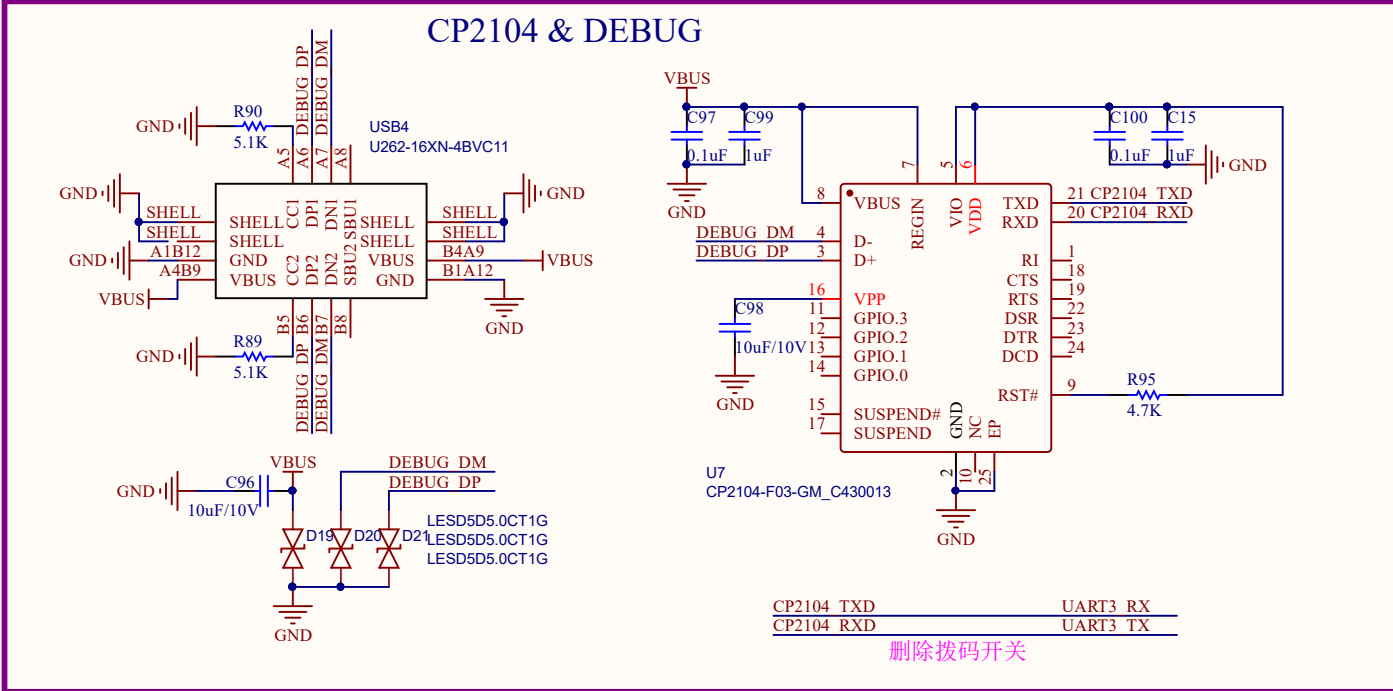 CP2104 & DEBUG
DEBUG_DP
DEBUG_DM
GND
R90
5.1K
A5
A6
A7
A8
USB4
U262-16XN-4BVC11
GND
SHELL
SHELL
GND
A1B12
A4B9
VBUS
SHELL
SHELL
GND
VBUS
CC1
DP1
DN1
SBU1
CC2
DP2
DN2
SBU2
SHELL
SHELL
VBUS
GND
SHELL
SHELL
B4A9
B1A12
GND
VBUS
GND
B5
B6
B7
B8
GND
R89
5.1K
DEBUG_DP
DEBUG_DM
GND
C96
10uF/10V
VBUS
DEBUG_DM
DEBUG_DP
D19
D20
D21
LESD5D5.0CT1G
LESD5D5.0CT1G
LESD5D5.0CT1G
GND
VBUS
C97
0.1uF
C99
1uF
GND
C100
0.1uF
C15
1uF
GND
7
5
6
8
VBUS
REGIN
VIO
VDD
DEBUG_DM
4
D-
DEBUG_DP
3
D+
16
VPP
11
GPIO.3
12
GPIO.2
13
GPIO.1
14
GPIO.0
15
SUSPEND#
17
SUSPEND
C98
10uF/10V
GND
TXD
21
CP2104_TXD
RXD
20
CP2104_RXD
RI
1
CTS
18
RTS
19
DSR
22
DTR
23
DCD
24
RST#
9
R95
4.7K
GND
NC
EP
2
10
25
GND
U7
CP2104-F03-GM_C430013
CP2104_TXD UART3_RX
CP2104_RXD UART3_TX
删除拨码开关